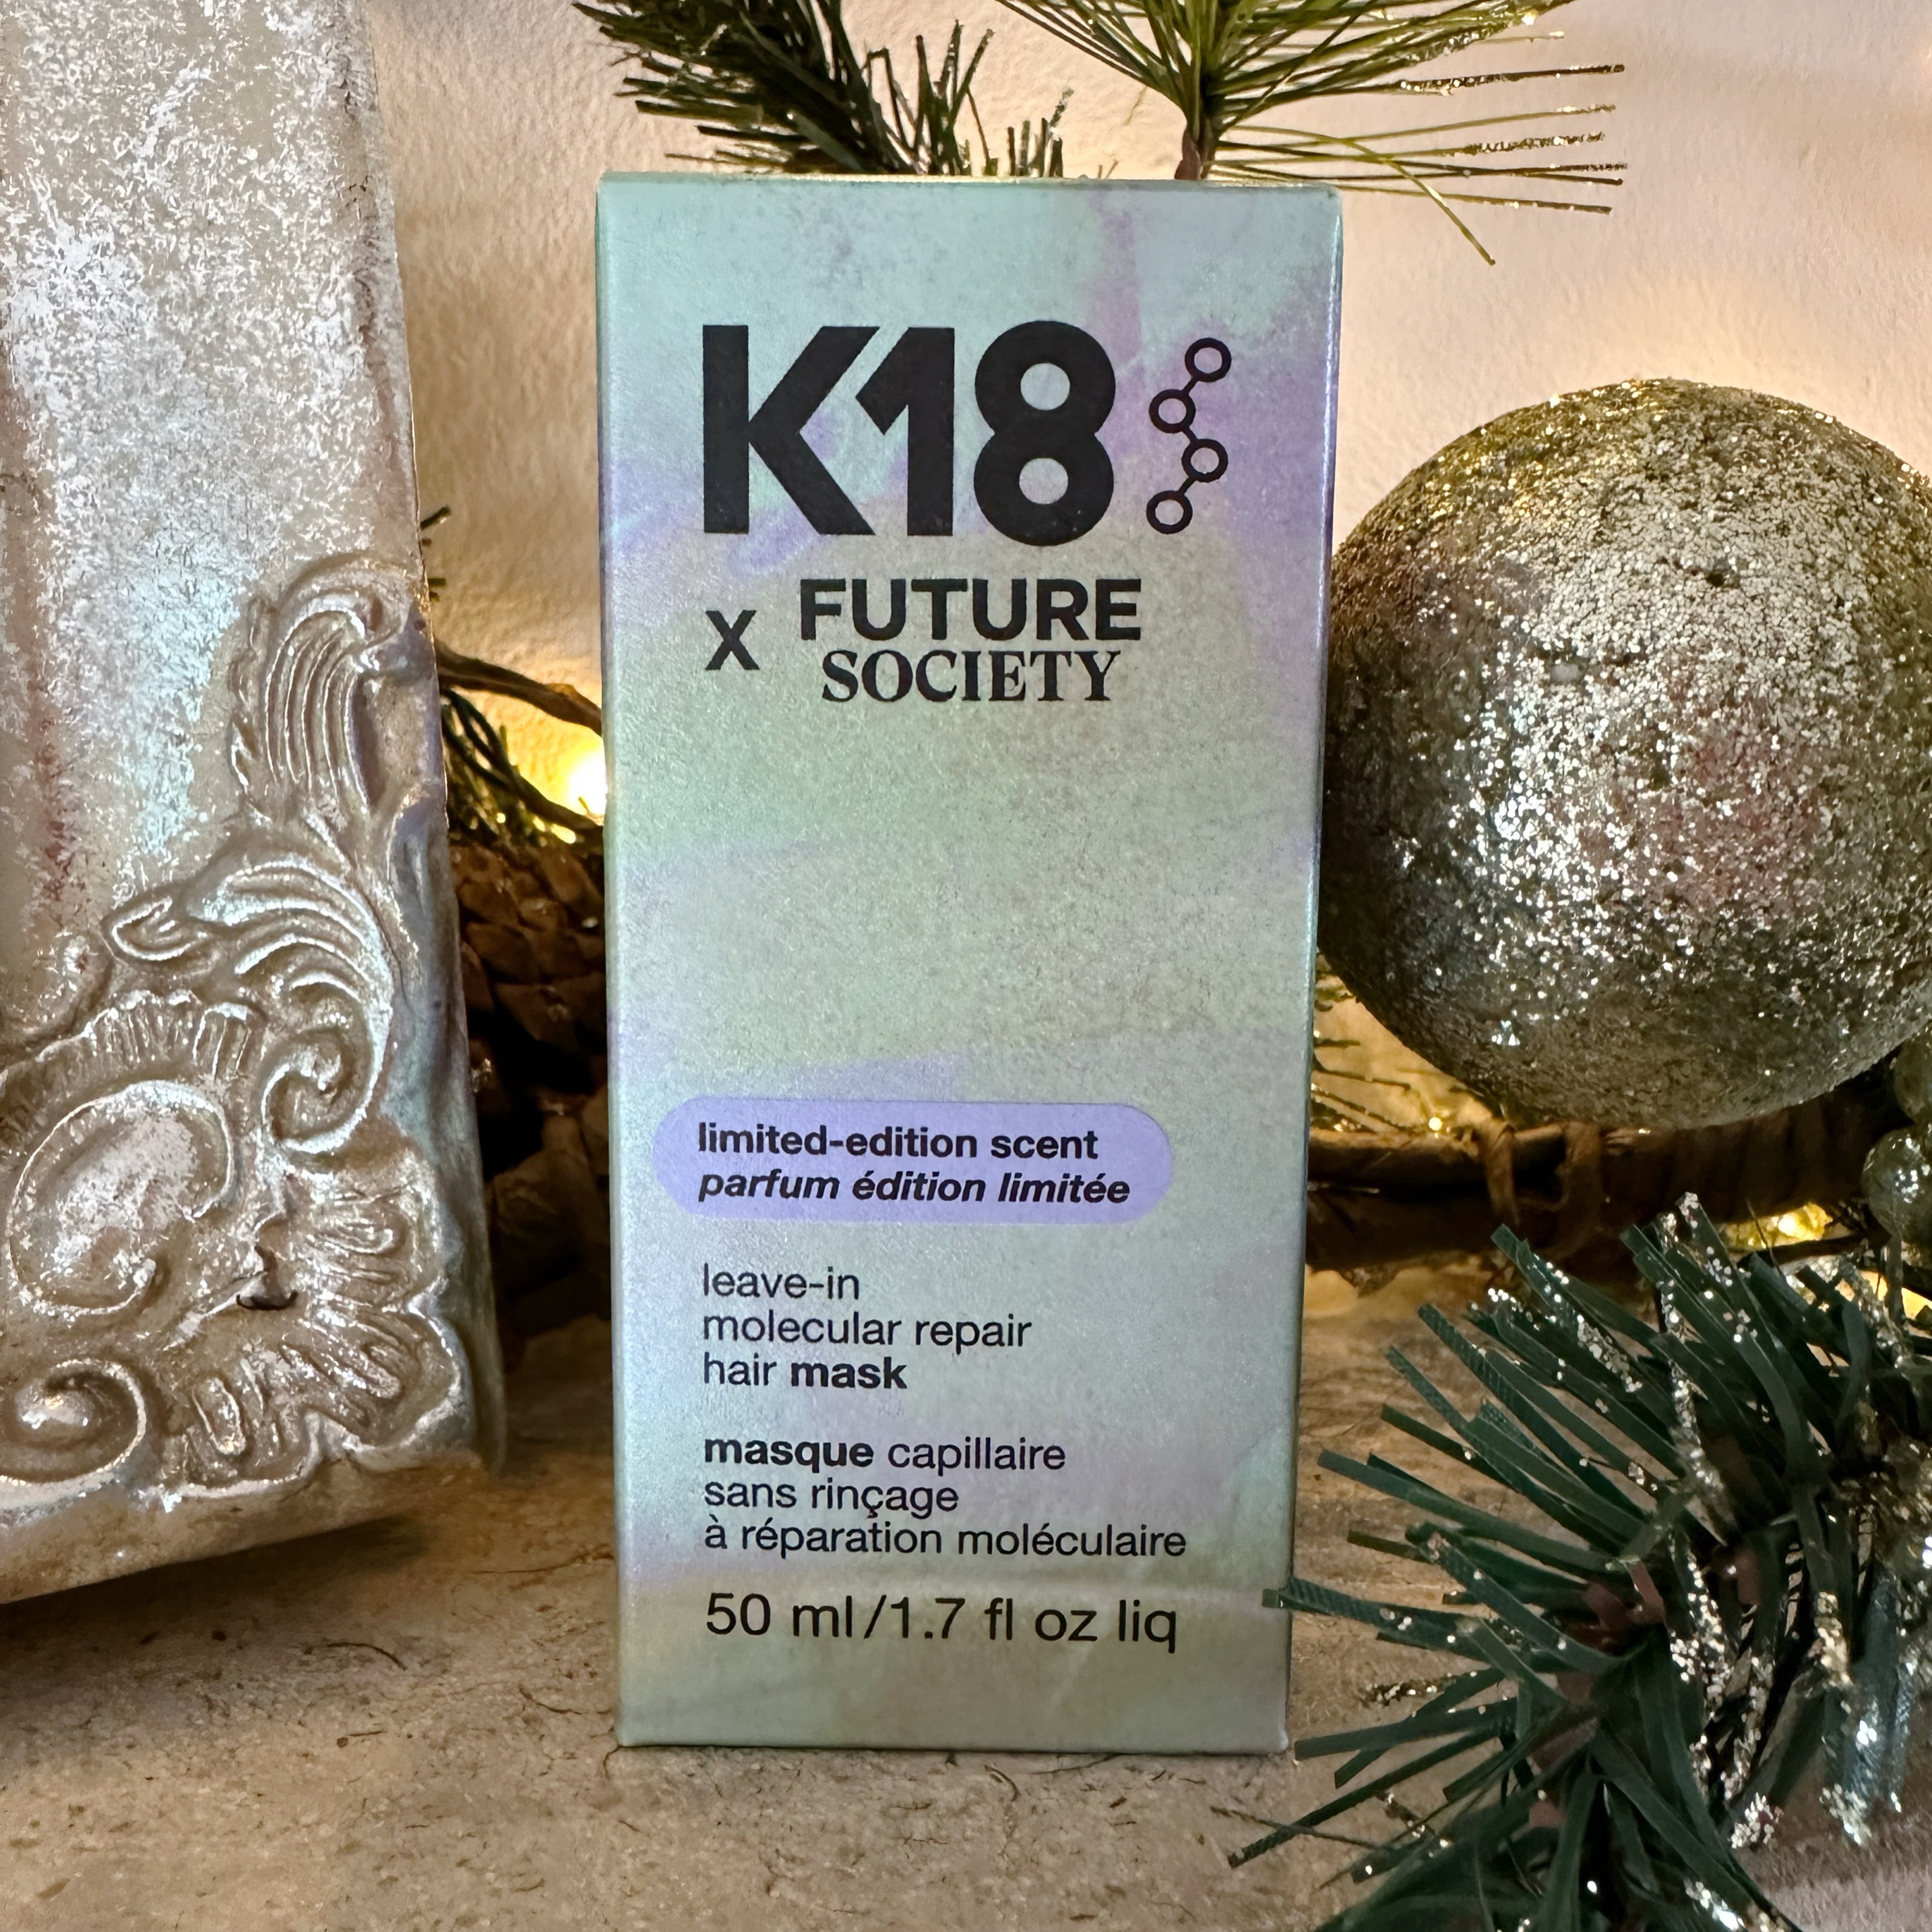 K18
x FUTURE
SOCIETY
limited-edition scent
parfum édition limitée
leave-in
molecular repair
hair mask
masque capillaire
sans rinçage
à réparation moléculaire
50 ml/1.7 fl oz liq